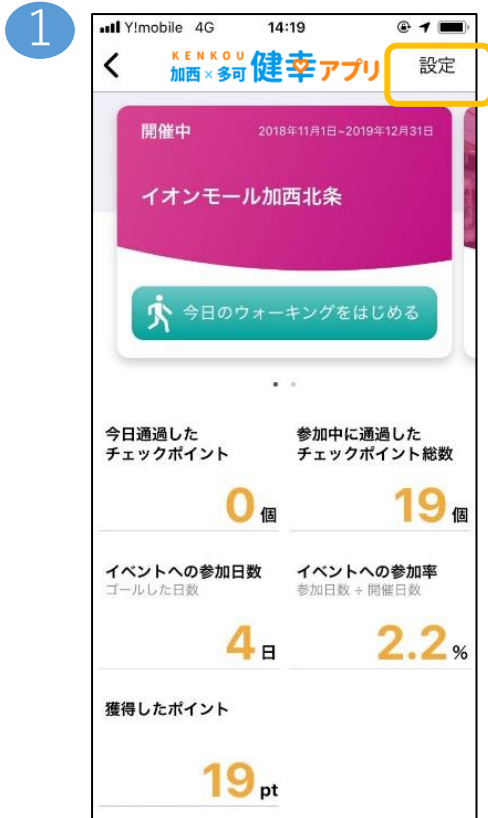 1
Y!mobile 4G 14:19
KENKOU
加西×多可 健幸アプリ 設定
開催中 2018年11月1日~2019年12月31日
イオンモール加西北条
今日のウォーキングをはじめる
今日通過した
チェックポイント
0個
参加中に通過した
チェックポイント総数
19個
イベントへの参加日数
ゴールした日数
4日
イベントへの参加率
参加日数÷開催日数
2.2%
獲得したポイント
19pt